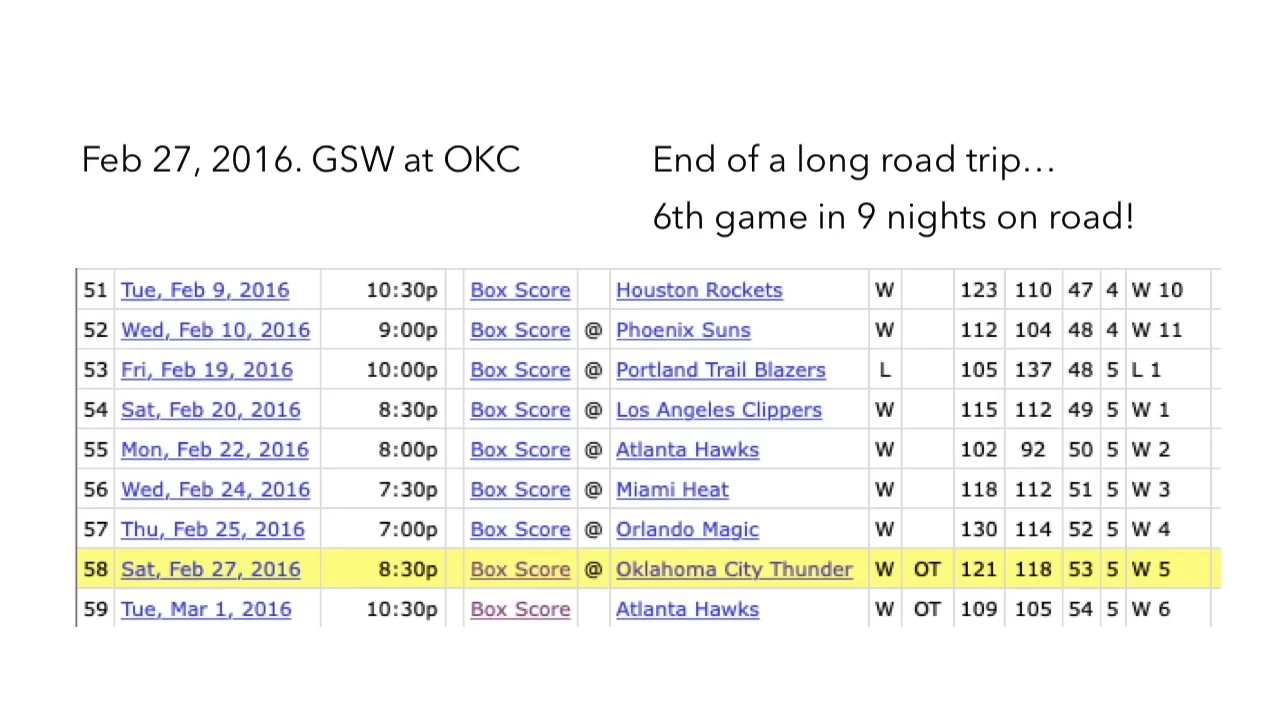 Feb 27, 2016. GSW at OKC
End of a long road trip…
6th game in 9 nights on road!
51 Tue, Feb 9, 2016 10:30p Box Score Houston Rockets W 123 110 47 4 W 10
52 Wed, Feb 10, 2016 9:00p Box Score @ Phoenix Suns W 112 104 48 4 W 11
53 Fri, Feb 19, 2016 10:00p Box Score @ Portland Trail Blazers L 105 137 48 5 L 1
54 Sat, Feb 20, 2016 8:30p Box Score @ Los Angeles Clippers W 115 112 49 5 W 1
55 Mon, Feb 22, 2016 8:00p Box Score @ Atlanta Hawks W 102 92 50 5 W 2
56 Wed, Feb 24, 2016 7:30p Box Score @ Miami Heat W 118 112 51 5 W 3
57 Thu, Feb 25, 2016 7:00p Box Score @ Orlando Magic W 130 114 52 5 W 4
58 Sat, Feb 27, 2016 8:30p Box Score @ Oklahoma City Thunder W OT 121 118 53 5 W 5
59 Tue, Mar 1, 2016 10:30p Box Score Atlanta Hawks W OT 109 105 54 5 W 6